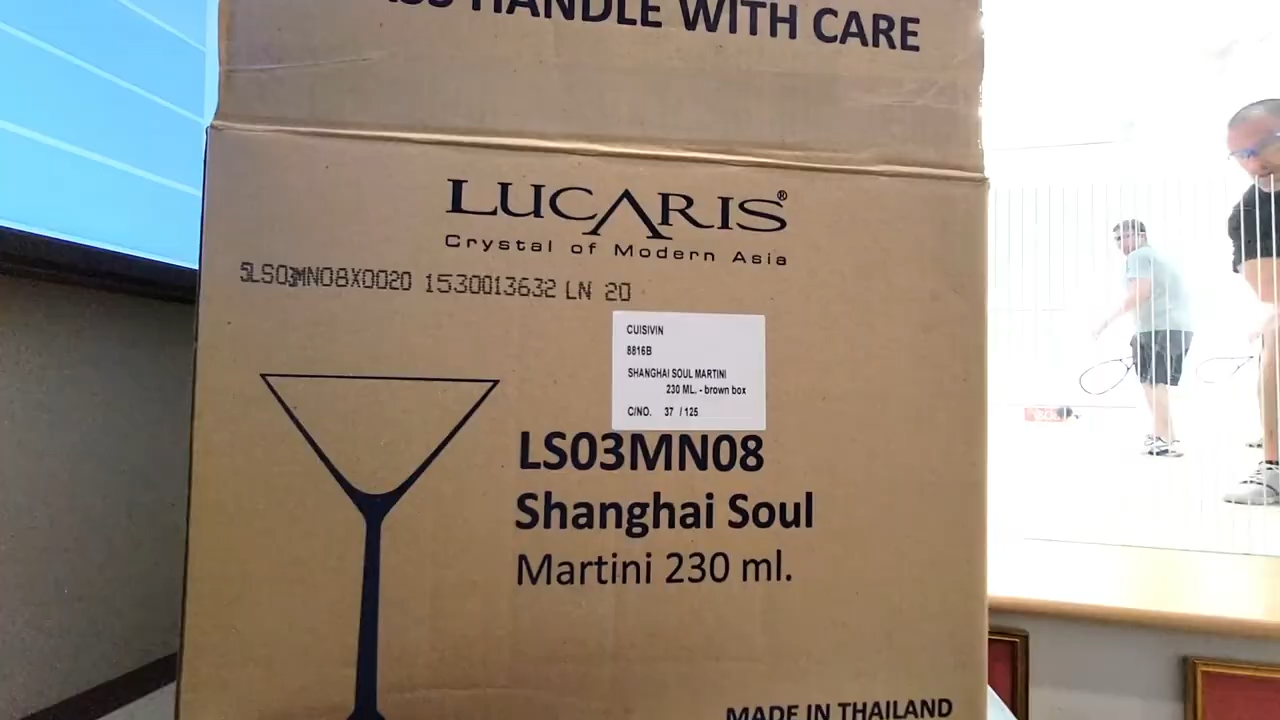 HANDLE WITH CARE
LUCARIS®
Crystal of Modern Asia
5LS03MN08X0020 1530013632 LN 20
CUISIVIN
8816B
SHANGHAI SOUL MARTINI
230 ML. - brown box
C/NO. 37 / 125
LS03MN08
Shanghai Soul
Martini 230 ml.
MADE IN THAILAND